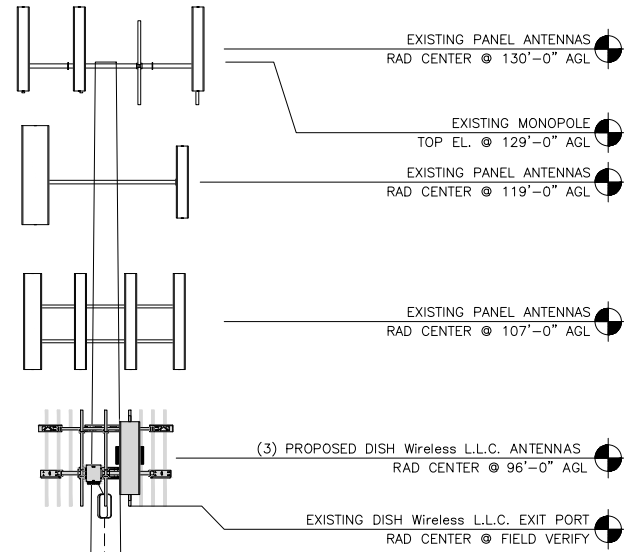 EXISTING PANEL ANTENNAS
RAD CENTER @ 130'-0" AGL
EXISTING MONOPOLE
TOP EL. @ 129'-0" AGL
EXISTING PANEL ANTENNAS
RAD CENTER @ 119'-0" AGL
EXISTING PANEL ANTENNAS
RAD CENTER @ 107'-0" AGL
(3) PROPOSED DISH Wireless L.L.C. ANTENNAS
RAD CENTER @ 96'-0" AGL
EXISTING DISH Wireless L.L.C. EXIT PORT
RAD CENTER @ FIELD VERIFY